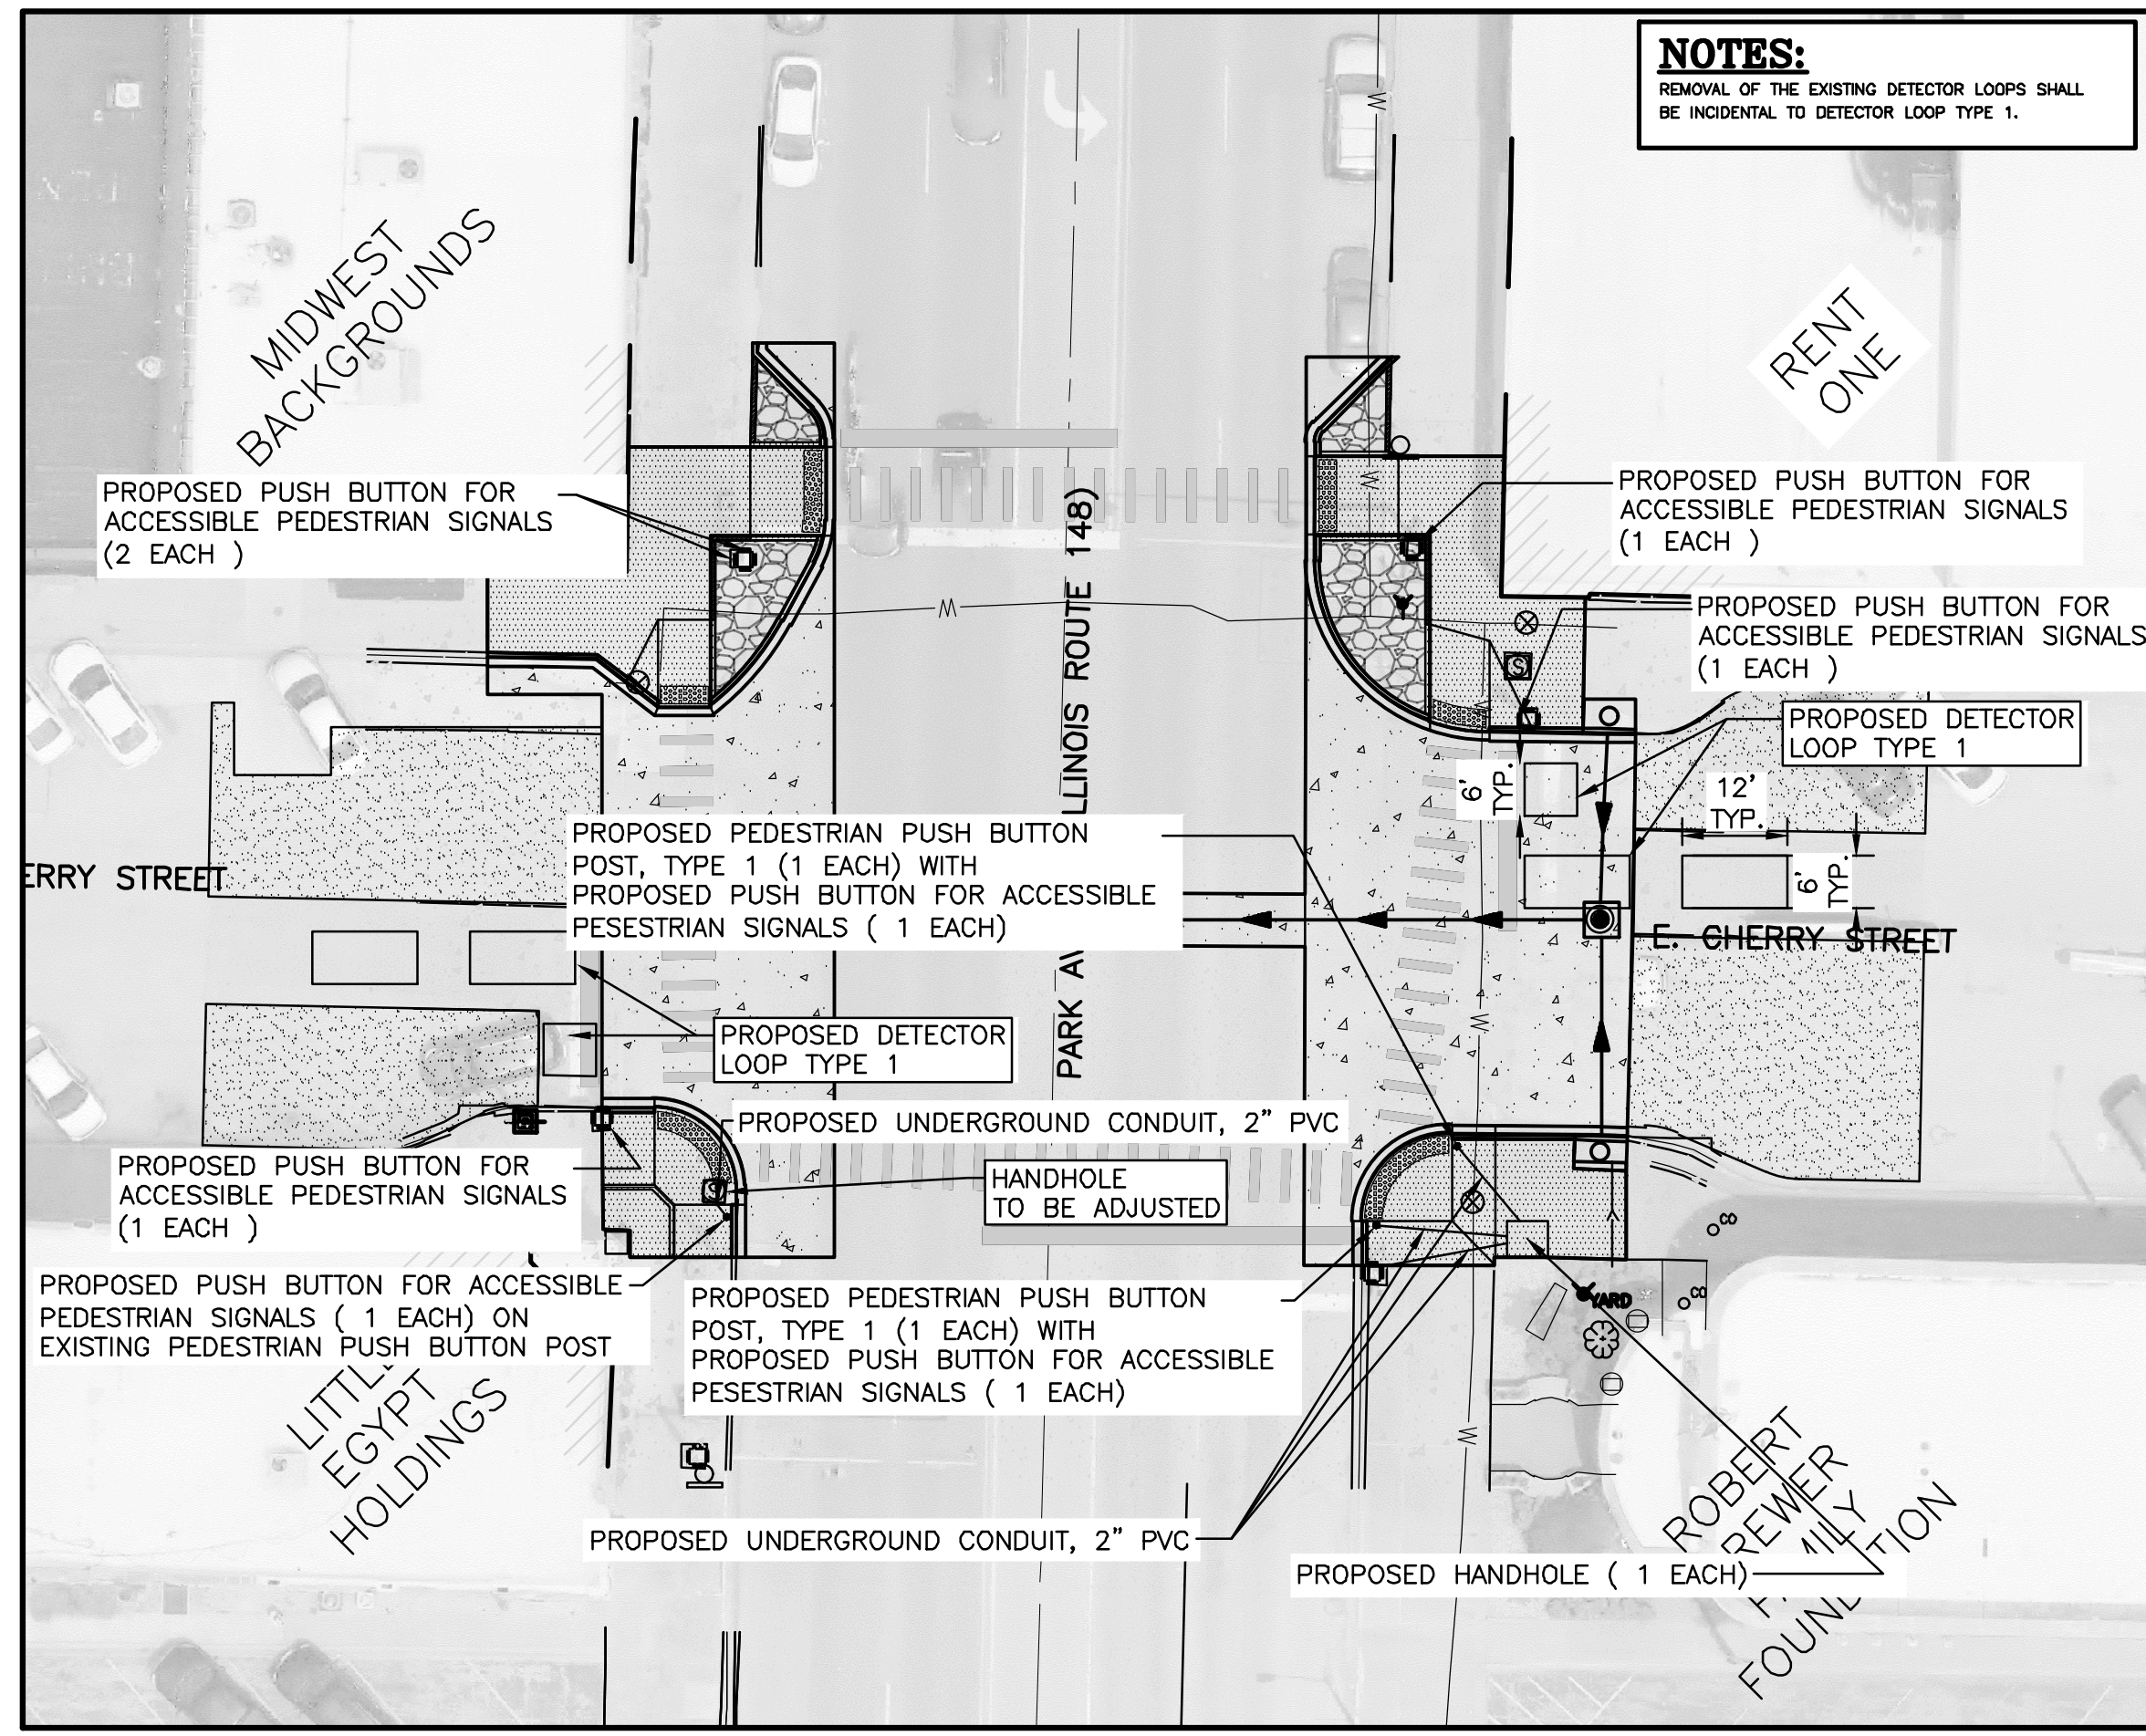 NOTES:
REMOVAL OF THE EXISTING DETECTOR LOOPS SHALL
BE INCIDENTAL TO DETECTOR LOOP TYPE 1.
MIDWEST
BACKGROUNDS
RENT
ONE
PROPOSED PUSH BUTTON FOR
ACCESSIBLE PEDESTRIAN SIGNALS
(2 EACH )
PROPOSED PUSH BUTTON FOR
ACCESSIBLE PEDESTRIAN SIGNALS
(1 EACH )
PROPOSED PUSH BUTTON FOR
ACCESSIBLE PEDESTRIAN SIGNALS
(1 EACH )
PROPOSED DETECTOR
LOOP TYPE 1
6'
TYP.
12'
TYP.
6'
TYP.
PARK AV LLINOIS ROUTE 148)
W
W
W
W
W
W
S
ERRY STREET
E. CHERRY STREET
PROPOSED PEDESTRIAN PUSH BUTTON
POST, TYPE 1 (1 EACH) WITH
PROPOSED PUSH BUTTON FOR ACCESSIBLE
PESESTRIAN SIGNALS ( 1 EACH)
PROPOSED DETECTOR
LOOP TYPE 1
PROPOSED UNDERGROUND CONDUIT, 2" PVC
HANDHOLE
TO BE ADJUSTED
PROPOSED PUSH BUTTON FOR
ACCESSIBLE PEDESTRIAN SIGNALS
(1 EACH )
PROPOSED PUSH BUTTON FOR ACCESSIBLE
PEDESTRIAN SIGNALS ( 1 EACH) ON
EXISTING PEDESTRIAN PUSH BUTTON POST
PROPOSED PEDESTRIAN PUSH BUTTON
POST, TYPE 1 (1 EACH) WITH
PROPOSED PUSH BUTTON FOR ACCESSIBLE
PESESTRIAN SIGNALS ( 1 EACH)
CO
CO
YARD
LITTL
EGYPT
HOLDINGS
PROPOSED UNDERGROUND CONDUIT, 2" PVC
PROPOSED HANDHOLE ( 1 EACH)
ROBERT
REWER